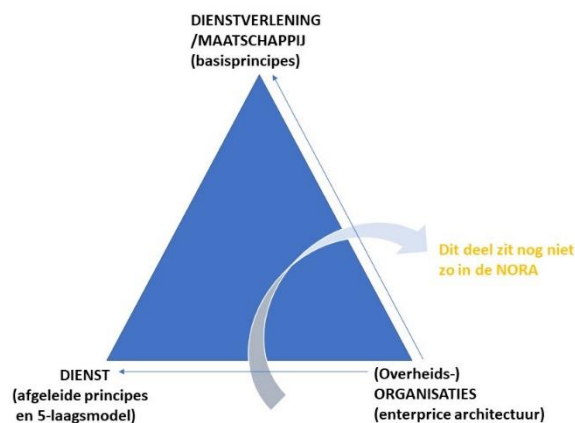 DIENSTVERLENING
/MAATSCHAPPIJ
(basisprincipes)
Dit deel zit nog niet
zo in de NORA
DIENST
(afgeleide principes
en 5-laagsmodel)
(Overheids-)
ORGANISATIES
(enterprice architectuur)